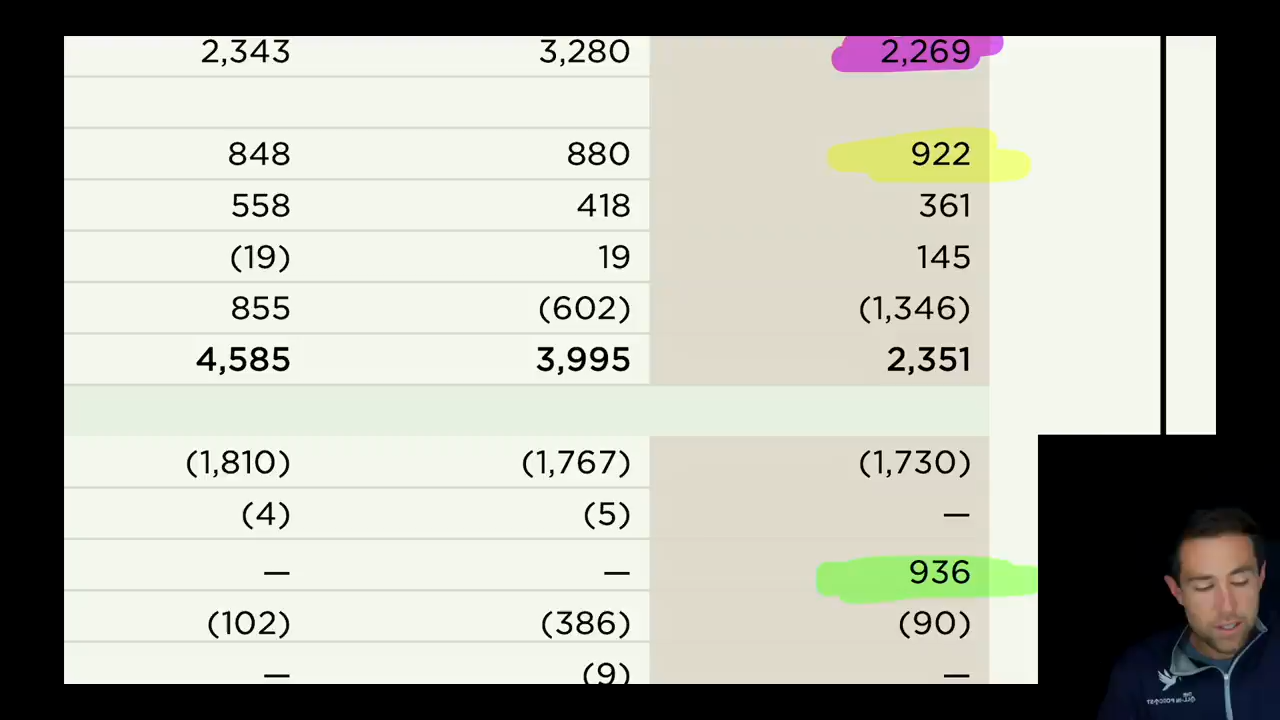 2,343 3,280 2,269
848 880 922
558 418 361
(19) 19 145
855 (602) (1,346)
4,585 3,995 2,351
(1,810) (1,767) (1,730)
(4) (5) —
— — 936
(102) (386) (90)
— (9) —